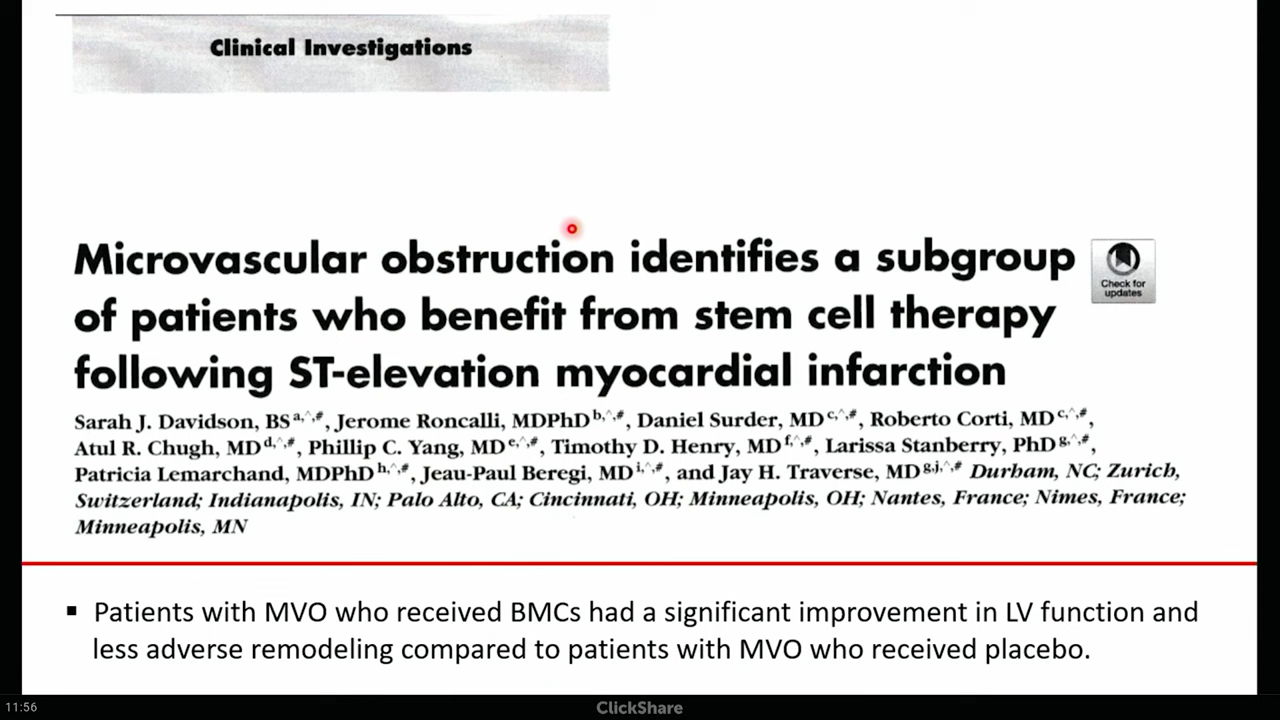 Clinical Investigations
Microvascular obstruction identifies a subgroup
of patients who benefit from stem cell therapy
following ST-elevation myocardial infarction
Check for
updates
Sarah J. Davidson, BS a,^,#, Jerome Roncalli, MDPhD b,^,#, Daniel Surder, MD c,^,#, Roberto Corti, MD c,^,#,
Atul R. Chugh, MD d,^,#, Phillip C. Yang, MD e,^,#, Timothy D. Henry, MD f,^,#, Larissa Stanberry, PhD g,^,#,
Patricia Lemarchand, MDPhD h,^,#, Jeau-Paul Beregi, MD i,^,#, and Jay H. Traverse, MD g,j,^,# Durham, NC; Zurich,
Switzerland; Indianapolis, IN; Palo Alto, CA; Cincinnati, OH; Minneapolis, OH; Nantes, France; Nimes, France;
Minneapolis, MN
▪ Patients with MVO who received BMCs had a significant improvement in LV function and
less adverse remodeling compared to patients with MVO who received placebo.
11:56
ClickShare